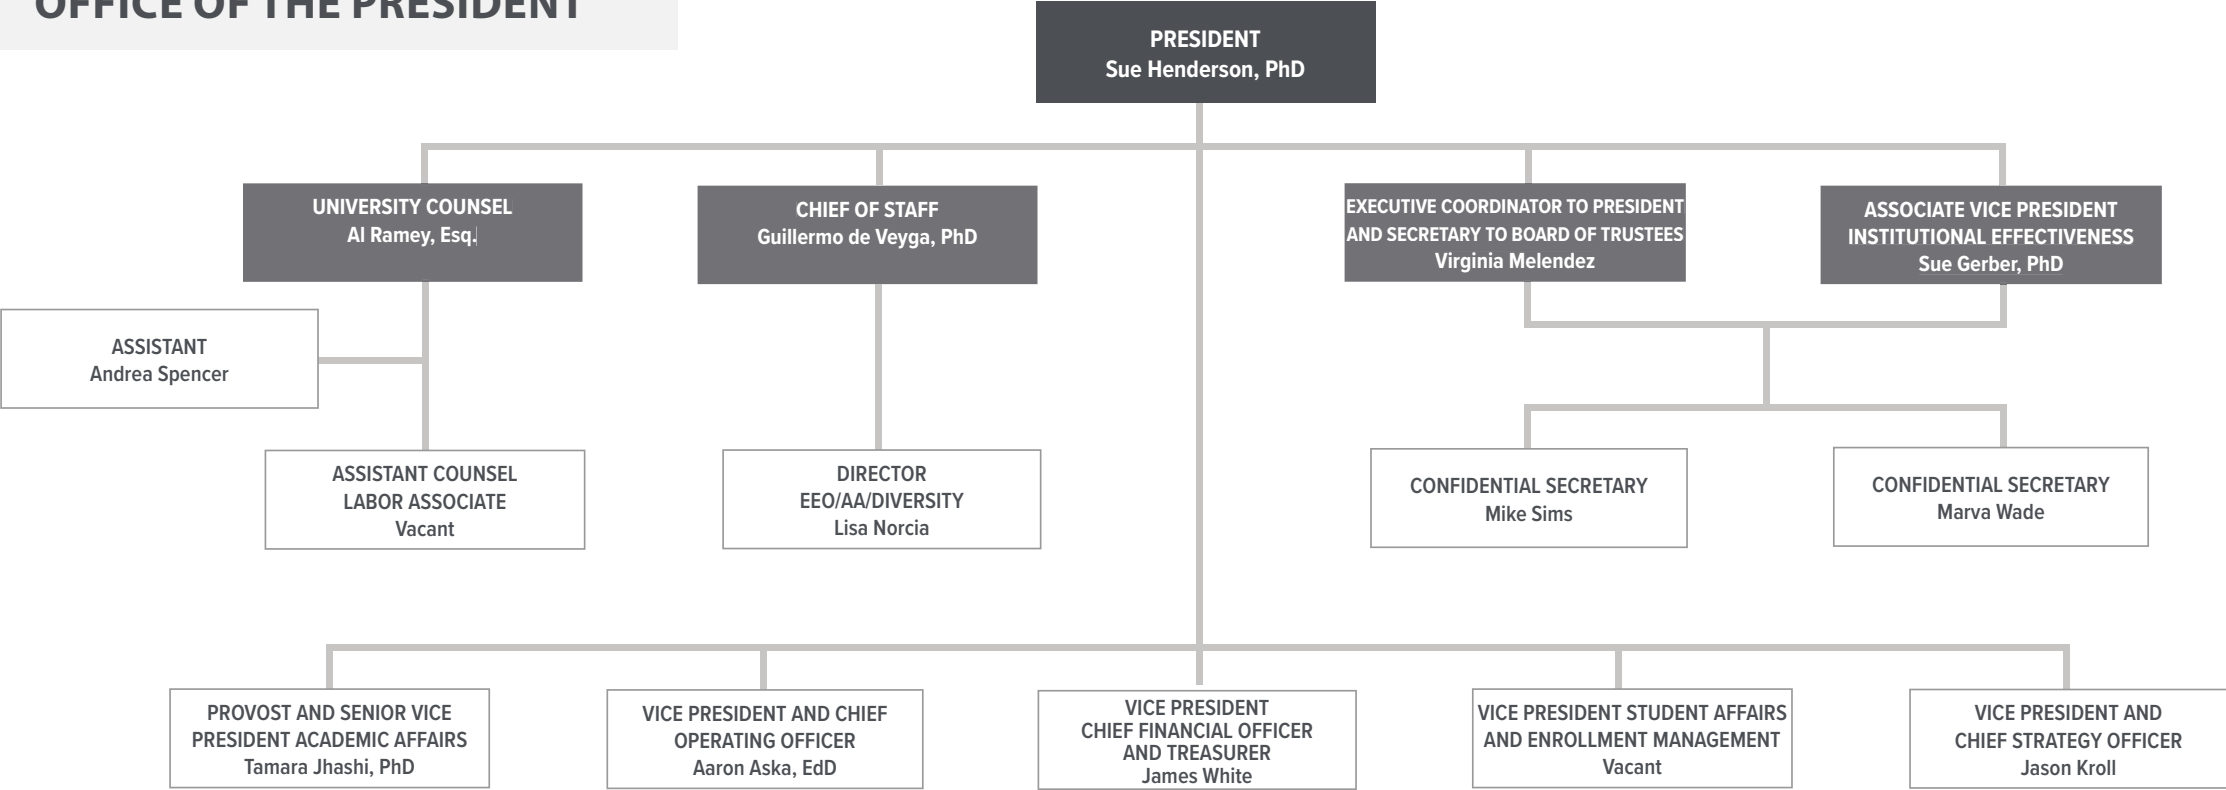 OFFICE OF THE PRESIDENT
PRESIDENT
Sue Henderson, PhD
UNIVERSITY COUNSEL
Al Ramey, Esq.
CHIEF OF STAFF
Guillermo de Veyga, PhD
EXECUTIVE COORDINATOR TO PRESIDENT
AND SECRETARY TO BOARD OF TRUSTEES
Virginia Melendez
ASSOCIATE VICE PRESIDENT
INSTITUTIONAL EFFECTIVENESS
Sue Gerber, PhD
ASSISTANT
Andrea Spencer
ASSISTANT COUNSEL
LABOR ASSOCIATE
Vacant
DIRECTOR
EEO/AA/DIVERSITY
Lisa Norcia
CONFIDENTIAL SECRETARY
Mike Sims
CONFIDENTIAL SECRETARY
Marva Wade
PROVOST AND SENIOR VICE
PRESIDENT ACADEMIC AFFAIRS
Tamara Jhashi, PhD
VICE PRESIDENT AND CHIEF
OPERATING OFFICER
Aaron Aska, EdD
VICE PRESIDENT
CHIEF FINANCIAL OFFICER
AND TREASURER
James White
VICE PRESIDENT STUDENT AFFAIRS
AND ENROLLMENT MANAGEMENT
Vacant
VICE PRESIDENT AND
CHIEF STRATEGY OFFICER
Jason Kroll